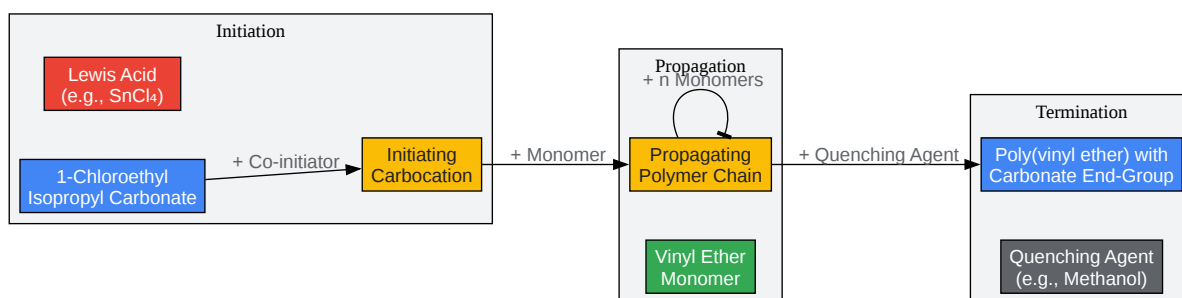 Initiation
Lewis Acid
(e.g., SnCl₄)
1-Chloroethyl
Isopropyl Carbonate
+ Co-initiator
Initiating
Carbocation
+ Monomer
Propagation
+ n Monomers
Propagating
Polymer Chain
Vinyl Ether
Monomer
+ Quenching Agent
Termination
Poly(vinyl ether) with
Carbonate End-Group
Quenching Agent
(e.g., Methanol)